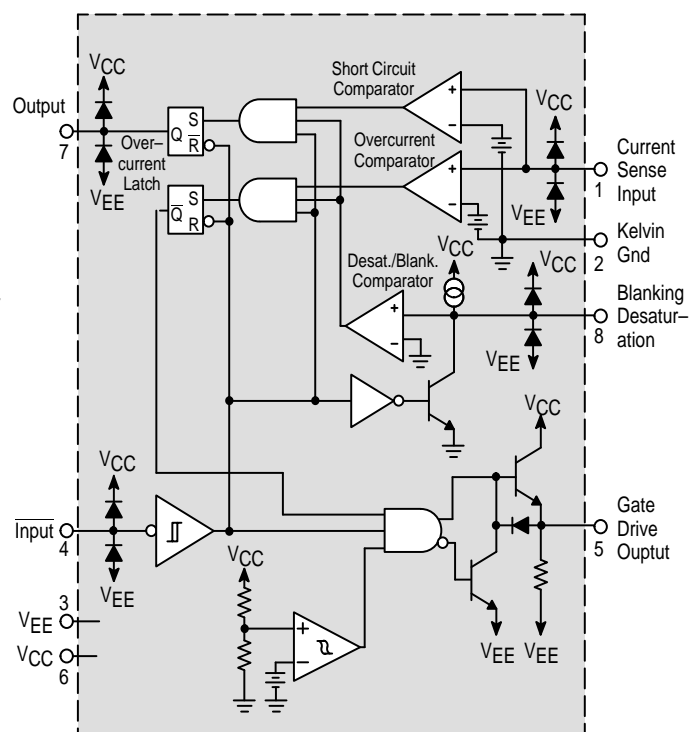 Short Circuit
Comparator
VCC
Output
7
VEE
S
Q
R
Over–
current
Latch
+
–
Overcurrent
Comparator
VCC
Current
Sense
Input
1
VEE
S
Q
R
+
–
Kelvin
Gnd
2
VCC
VCC
Desat./Blank.
Comparator
+
–
Blanking
Desatur–
ation
8
VEE
VCC
VCC
Input
4
VEE
Gate
Drive
Ouptut
5
VCC
3
VEE
VCC
6
+
–
VEE
VEE